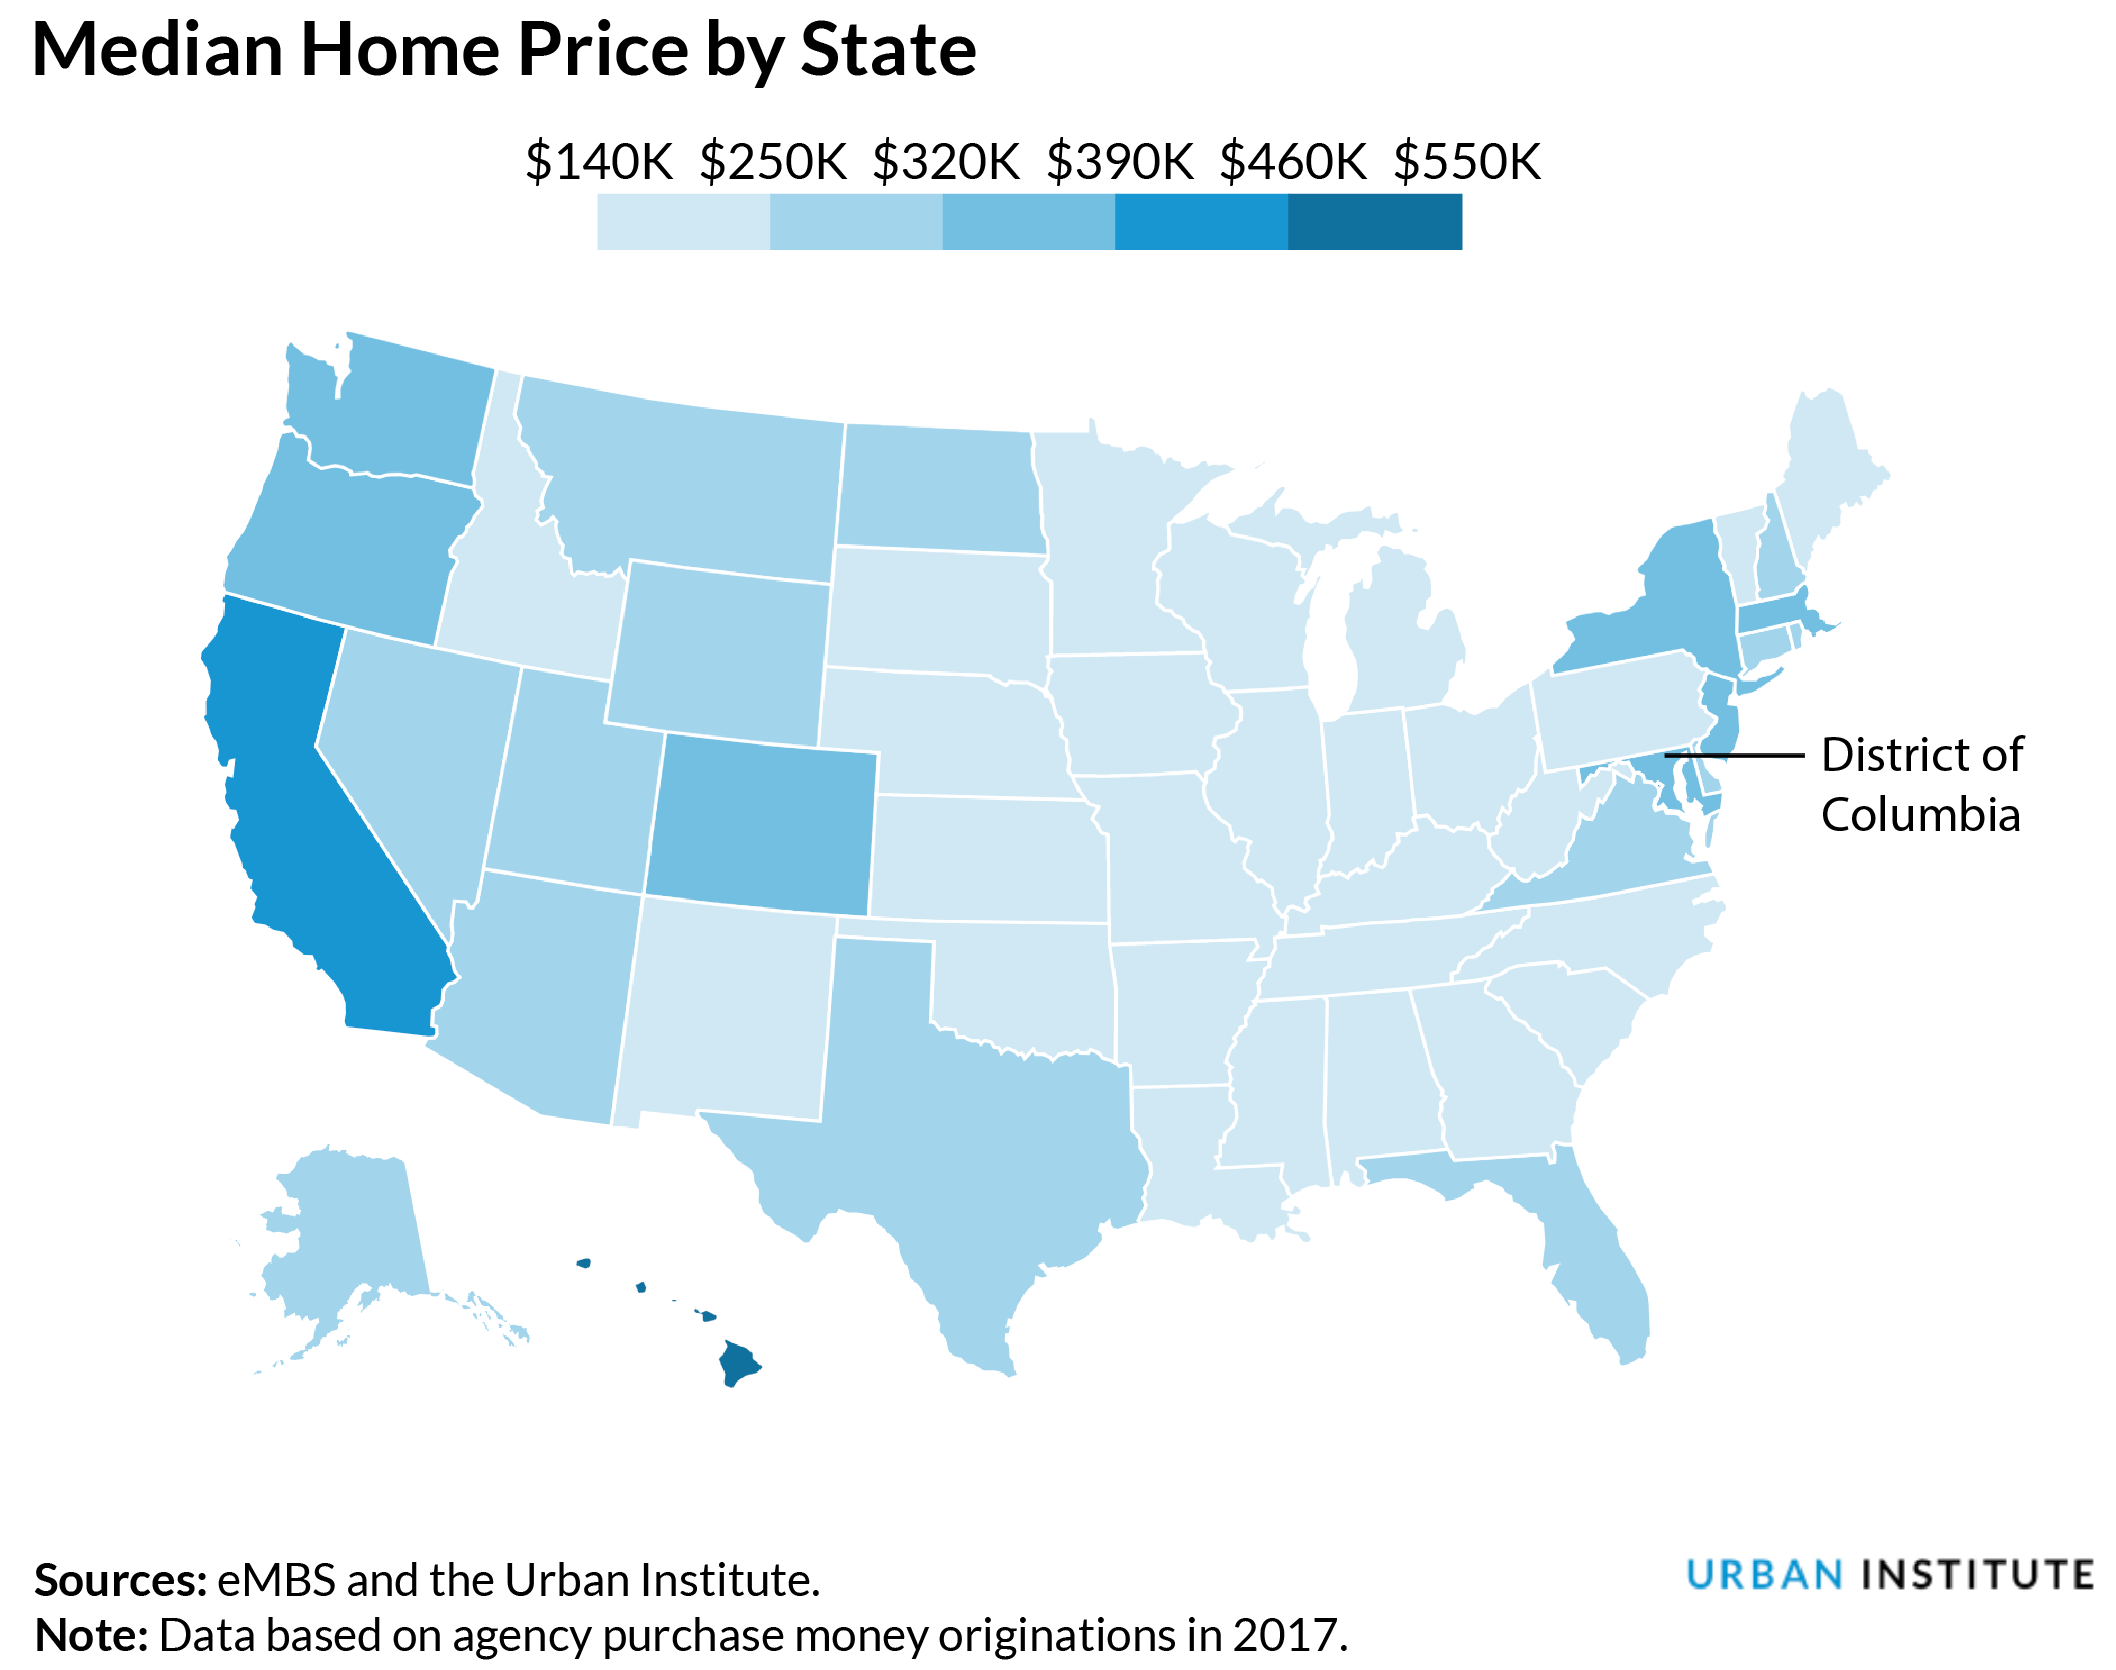 Median Home Price by State
$140K $250K $320K $390K $460K $550K
District of
Columbia
Sources: eMBS and the Urban Institute.
URBAN INSTITUTE
Note: Data based on agency purchase money originations in 2017.